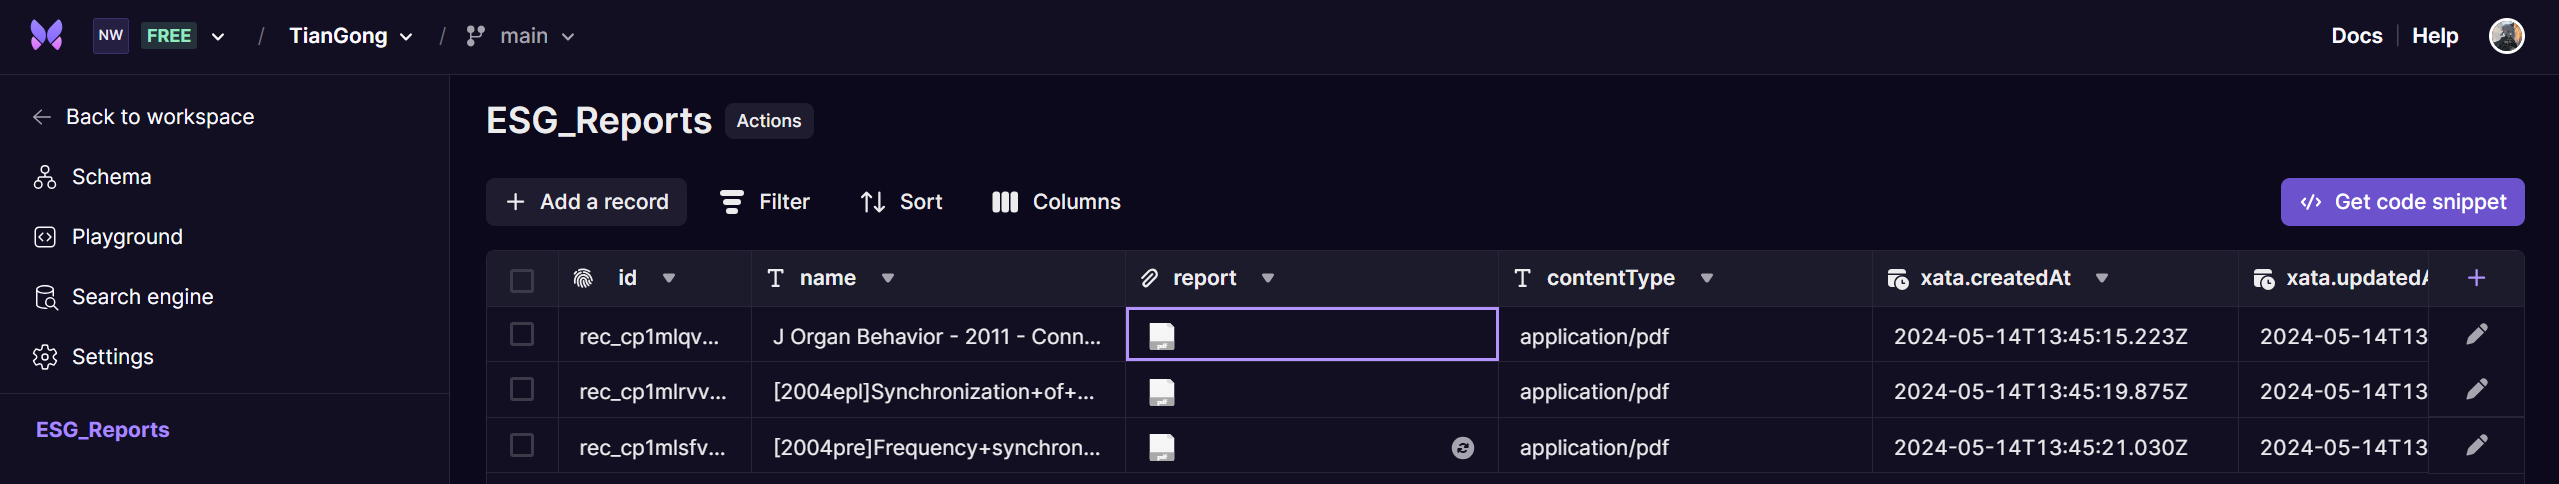 NW FREE / TianGong / main Docs Help
Back to workspace
Schema
Playground
Search engine
Settings
ESG_Reports
ESG_Reports Actions
Add a record Filter Sort Columns Get code snippet
id name report contentType xata.createdAt xata.updatedA
rec_cp1mlqv... J Organ Behavior - 2011 - Conn... pdf application/pdf 2024-05-14T13:45:15.223Z 2024-05-14T13
rec_cp1mlrvv... [2004epl]Synchronization+of+... pdf application/pdf 2024-05-14T13:45:19.875Z 2024-05-14T13
rec_cp1mlsfv... [2004pre]Frequency+synchron... pdf application/pdf 2024-05-14T13:45:21.030Z 2024-05-14T13